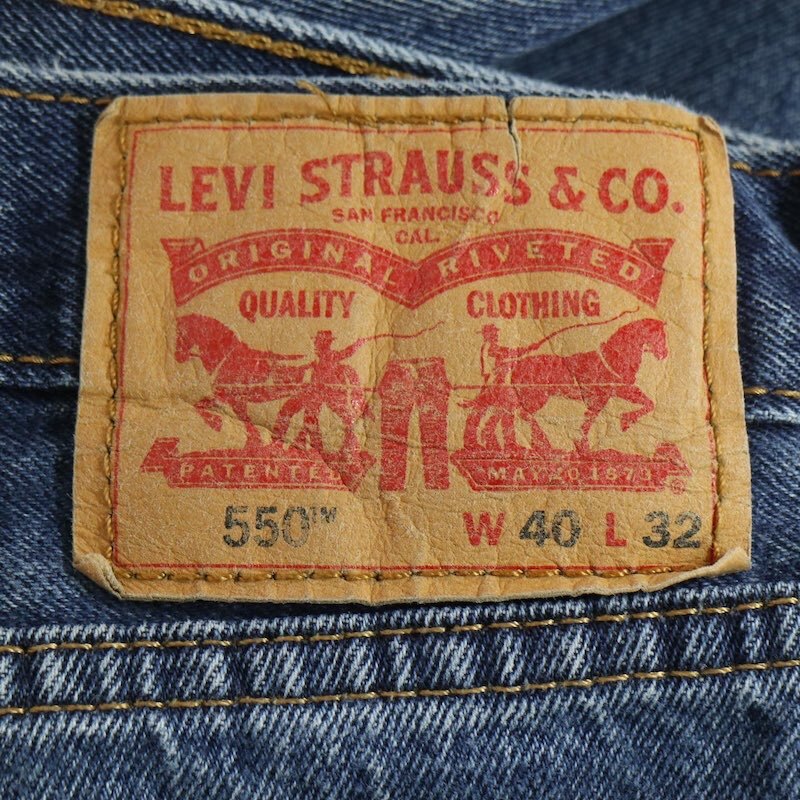 LEVI STRAUSS & CO.
SAN FRANCISCO
CAL.
ORIGINAL RIVETED
QUALITY CLOTHING
PATENTED MAY 20 1873 ®
550™ W 40 L 32